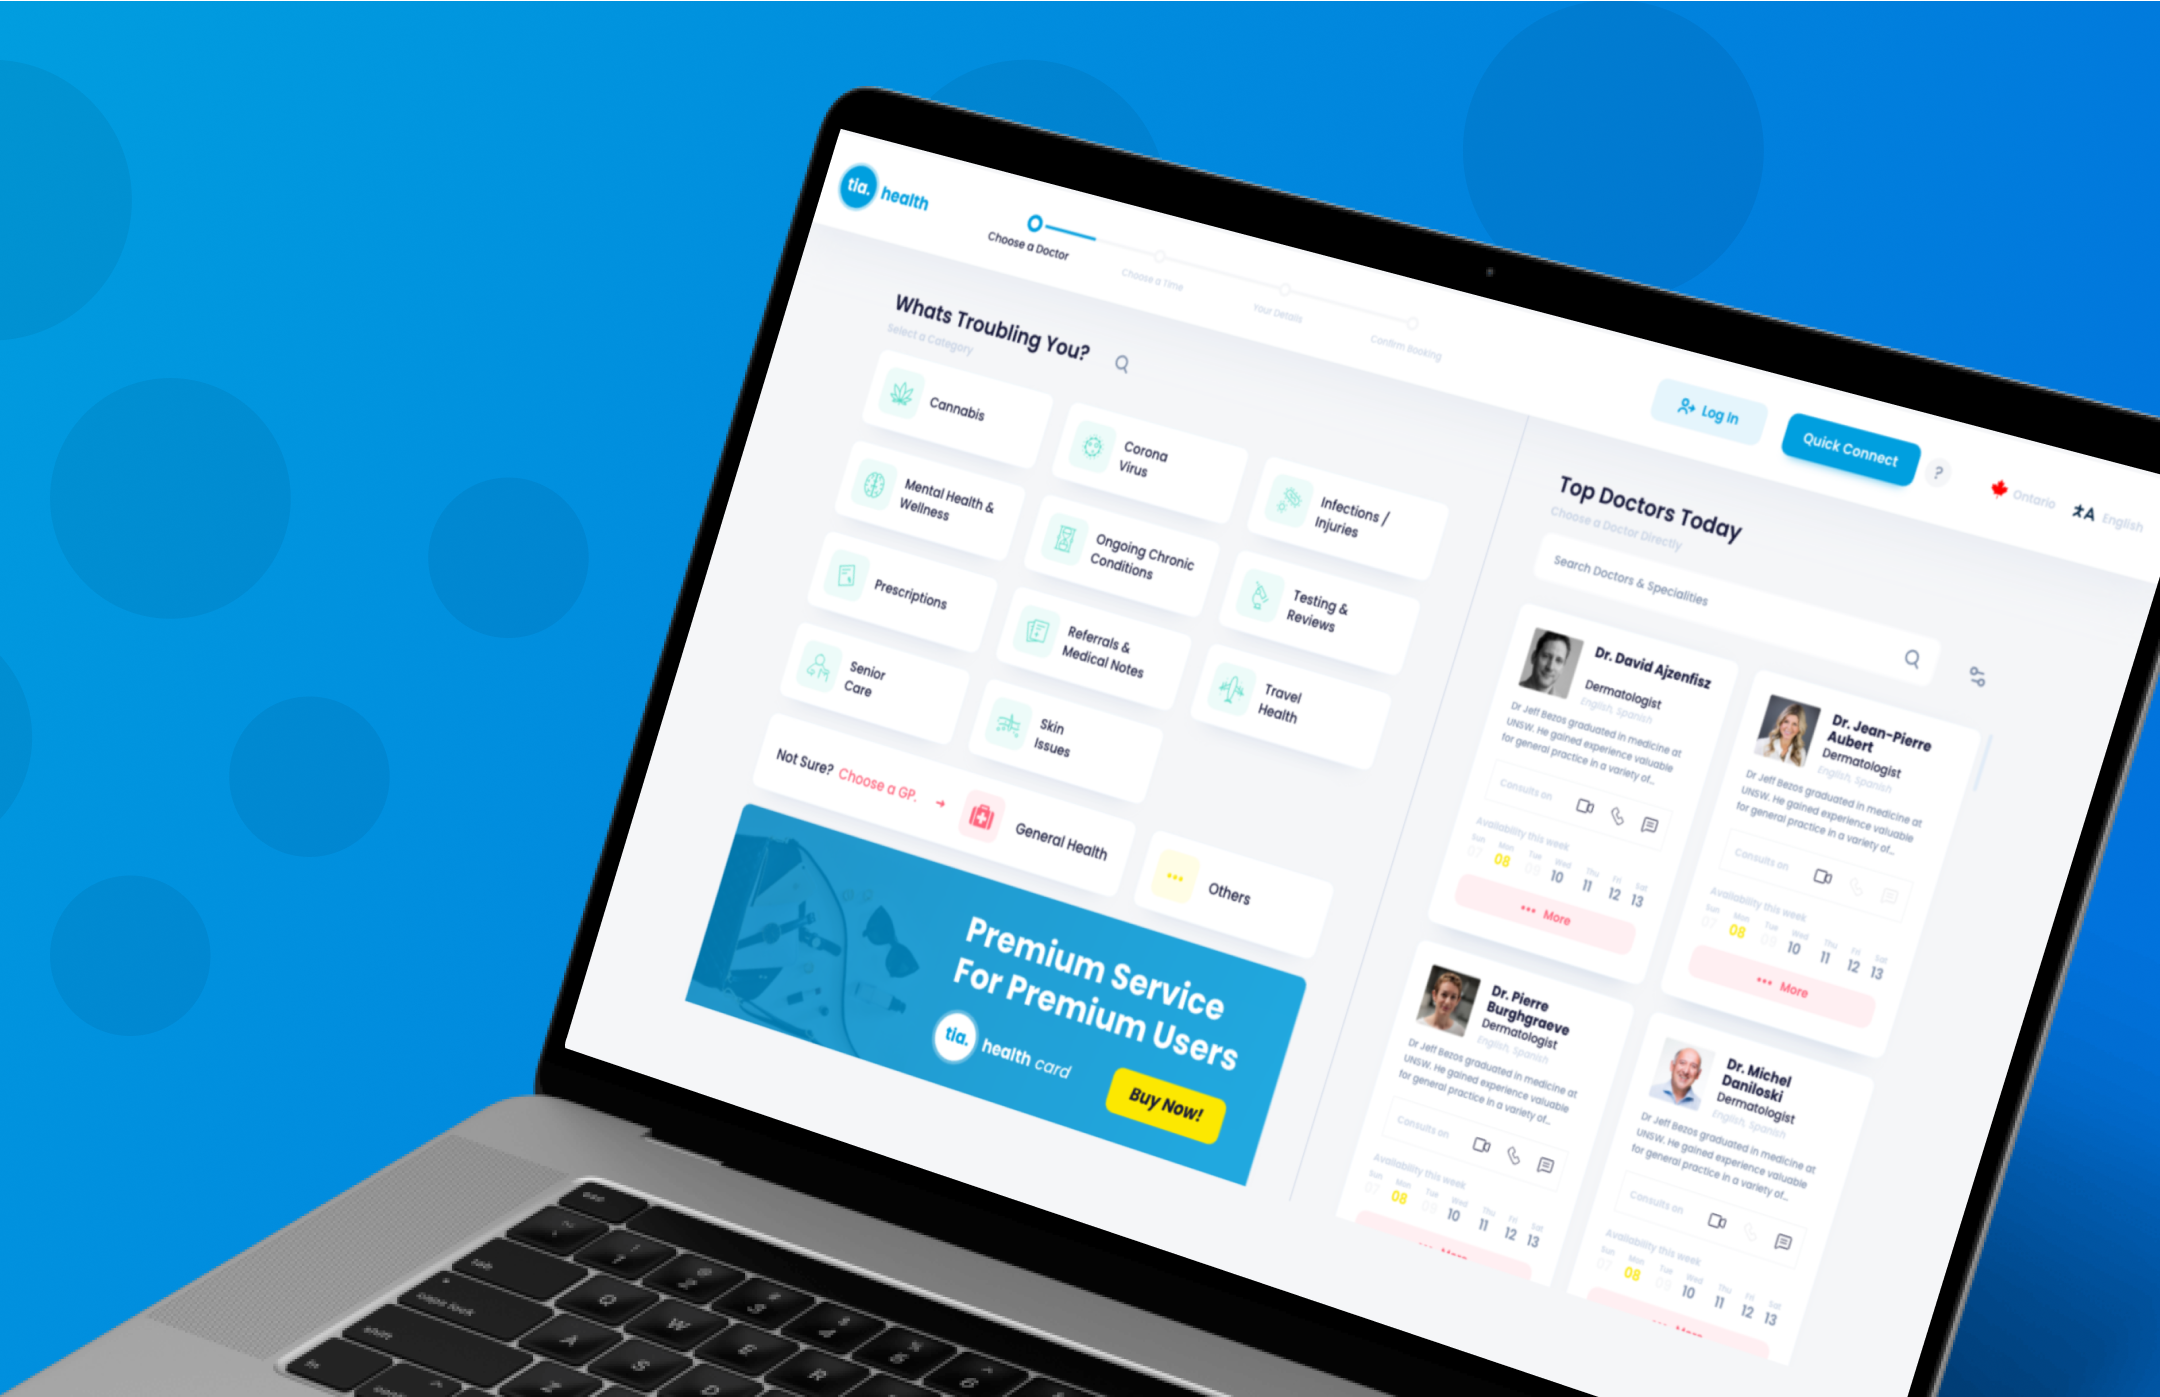 tia. health
Choose a Doctor
Choose a Time
Your Details
Confirm Booking
Log In
Quick Connect
?
Ontario
English
Whats Troubling You?
Select a Category
Cannabis
Corona
Virus
Infections /
Injuries
Mental Health &
Wellness
Ongoing Chronic
Conditions
Testing &
Reviews
Prescriptions
Referrals &
Medical Notes
Travel
Health
Senior
Care
Skin
Issues
Not Sure? Choose a GP.
General Health
Others
Premium Service
For Premium Users
tia. health card
Buy Now!
Top Doctors Today
Choose a Doctor Directly
Search Doctors & Specialities
Dr. David Ajzenfisz
Dermatologist
English, Spanish
Dr Jeff Bezos graduated in medicine at
UNSW. He gained experience valuable
for general practice in a variety of...
Consults on
Availability this week
Sun Mon Tue Wed Thu Fri Sat
07 08 09 10 11 12 13
More
Dr. Jean-Pierre
Aubert
Dermatologist
English, Spanish
Dr Jeff Bezos graduated in medicine at
UNSW. He gained experience valuable
for general practice in a variety of...
Consults on
Availability this week
Sun Mon Tue Wed Thu Fri Sat
07 08 09 10 11 12 13
More
Dr. Pierre
Burghgraeve
Dermatologist
English, Spanish
Dr Jeff Bezos graduated in medicine at
UNSW. He gained experience valuable
for general practice in a variety of...
Consults on
Availability this week
Sun Mon Tue Wed Thu Fri Sat
07 08 09 10 11 12 13
More
Dr. Michel
Daniloski
Dermatologist
English, Spanish
Dr Jeff Bezos graduated in medicine at
UNSW. He gained experience valuable
for general practice in a variety of...
Consults on
Availability this week
Sun Mon Tue Wed Thu Fri Sat
07 08 09 10 11 12 13
More
esc
~ `
! 1
@ 2
# 3
$ 4
% 5
^ 6
tab
Q
W
E
R
caps lock
A
S
D
shift
Z
fn